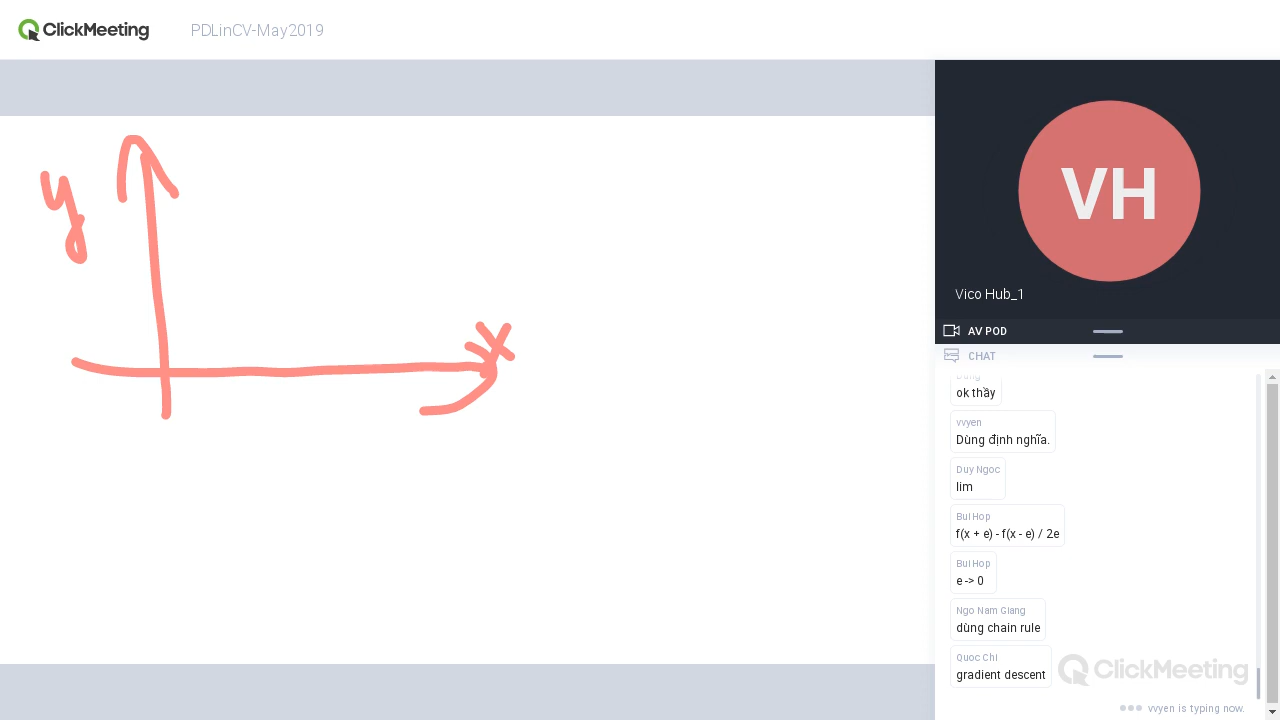 ClickMeeting
PDLinCV-May2019
y
x
VH
Vico Hub_1
AV POD
CHAT
Dung
ok thầy
vvyen
Dùng định nghĩa.
Duy Ngoc
lim
Bui Hop
f(x + e) - f(x - e) / 2e
Bui Hop
e -> 0
Ngo Nam Giang
dùng chain rule
Quoc Chi
gradient descent
ClickMeeting
vvyen is typing now.